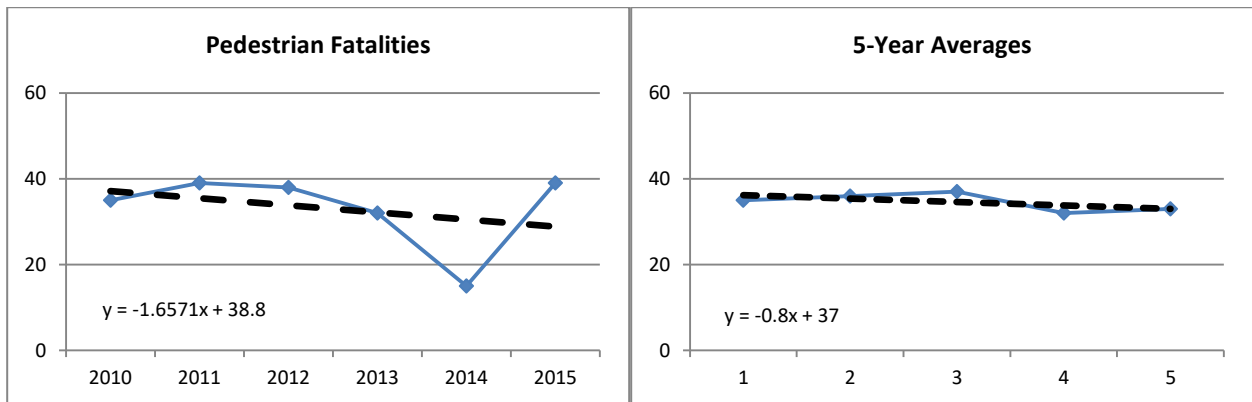 Pedestrian Fatalities
60
40
20
0
y = -1.6571x + 38.8
2010 2011 2012 2013 2014 2015
5-Year Averages
60
40
20
0
y = -0.8x + 37
1 2 3 4 5